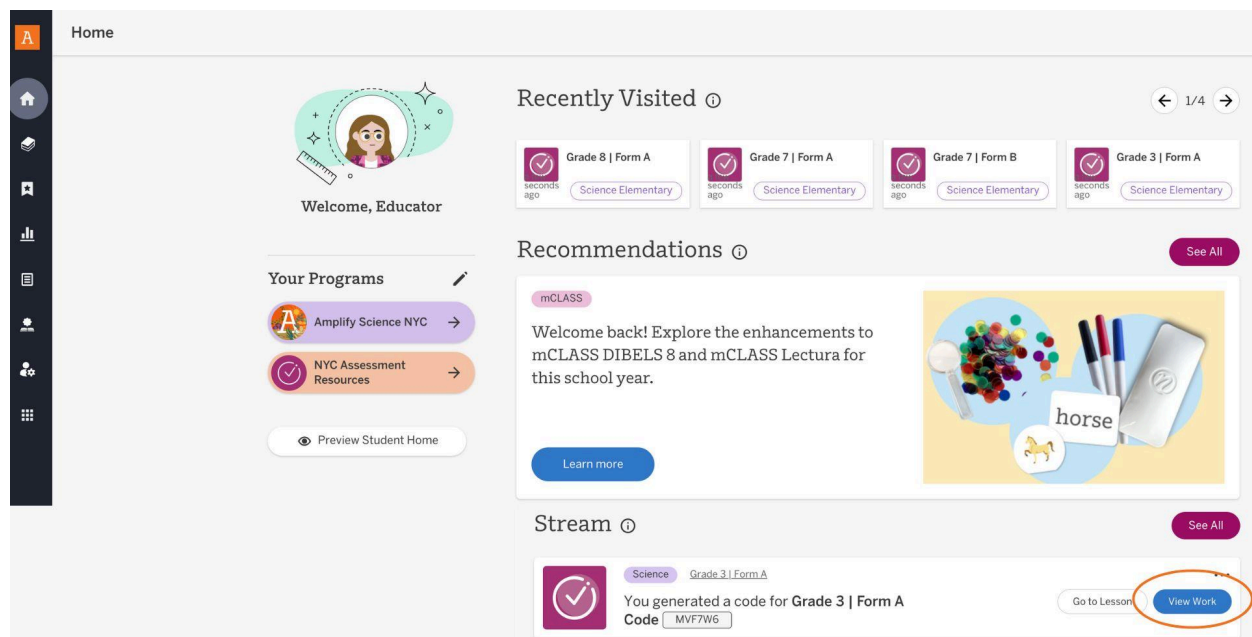 A
Home
Welcome, Educator
Your Programs
A
Amplify Science NYC
NYC Assessment
Resources
Preview Student Home
Recently Visited
1/4
Grade 8 | Form A
seconds
ago
Science Elementary
Grade 7 | Form A
seconds
ago
Science Elementary
Grade 7 | Form B
seconds
ago
Science Elementary
Grade 3 | Form A
seconds
ago
Science Elementary
Recommendations
See All
mCLASS
Welcome back! Explore the enhancements to
mCLASS DIBELS 8 and mCLASS Lectura for
this school year.
Learn more
horse
Stream
See All
Science Grade 3 | Form A
You generated a code for Grade 3 | Form A
Code MVF7W6
Go to Lesson
View Work